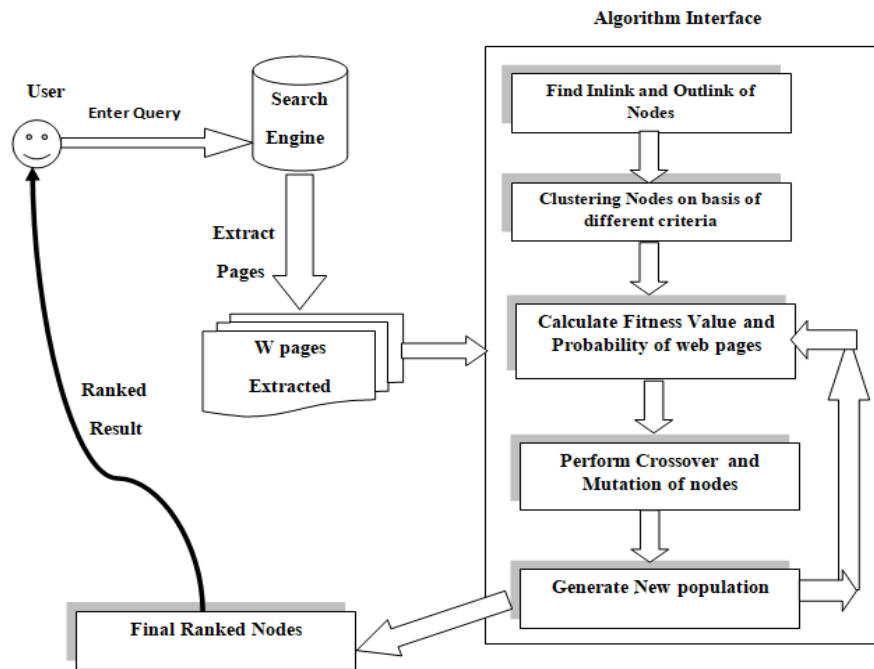 Algorithm Interface
User
Enter Query
Search
Engine
Extract
Pages
W pages
Extracted
Ranked
Result
Final Ranked Nodes
Find Inlink and Outlink of
Nodes
Clustering Nodes on basis of
different criteria
Calculate Fitness Value and
Probability of web pages
Perform Crossover and
Mutation of nodes
Generate New population